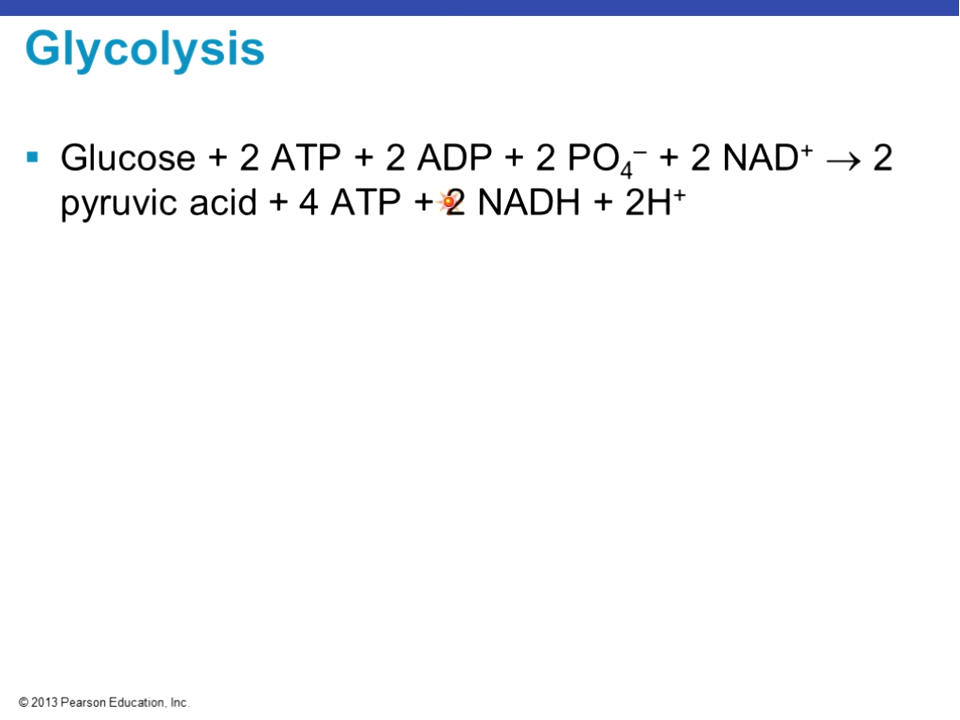 Glycolysis
▪ Glucose + 2 ATP + 2 ADP + 2 PO₄⁻ + 2 NAD⁺ → 2
pyruvic acid + 4 ATP + 2 NADH + 2H⁺
© 2013 Pearson Education, Inc.